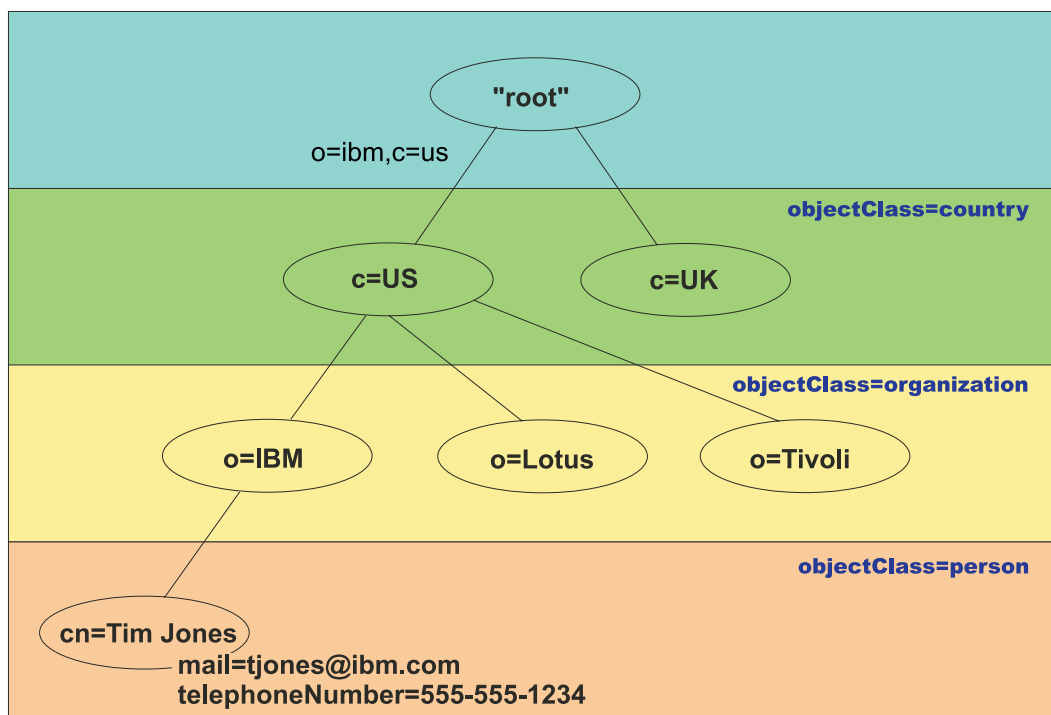 "root"
o=ibm,c=us
objectClass=country
c=US
c=UK
objectClass=organization
o=IBM
o=Lotus
o=Tivoli
objectClass=person
cn=Tim Jones
mail=tjones@ibm.com
telephoneNumber=555-555-1234